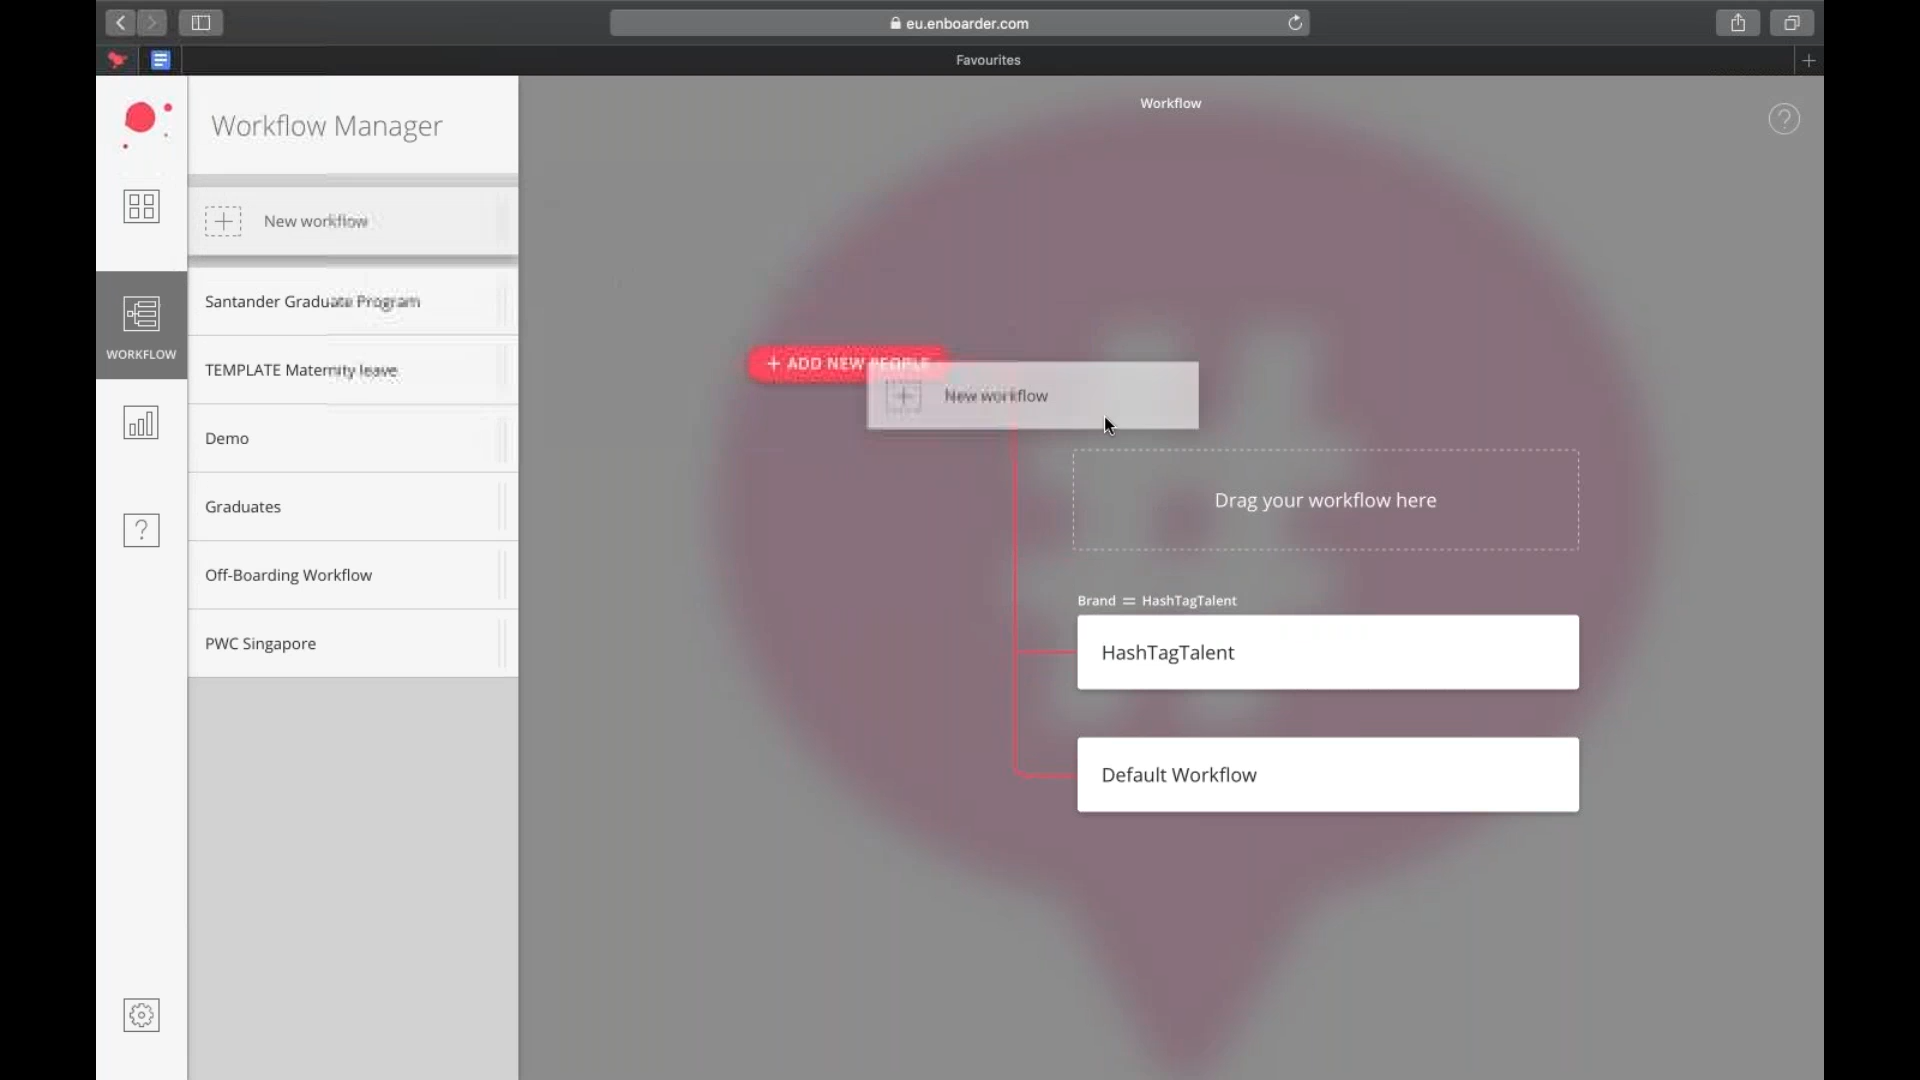 eu.enboarder.com
Favourites
Workflow Manager
New workflow
Santander Graduate Program
TEMPLATE Maternity leave
Demo
Graduates
Off-Boarding Workflow
PWC Singapore
WORKFLOW
?
Workflow
?
+ ADD NEW PEOPLE
New workflow
Drag your workflow here
Brand = HashTagTalent
HashTagTalent
Default Workflow